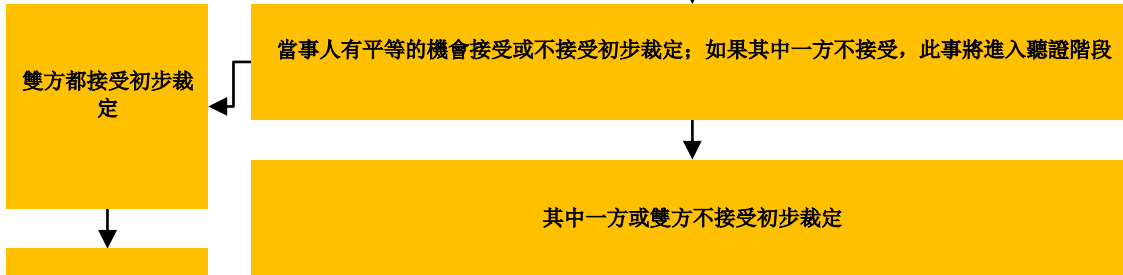 當事人有平等的機會接受或不接受初步裁定；如果其中一方不接受，此事將進入聽證階段
雙方都接受初步裁
定
其中一方或雙方不接受初步裁定